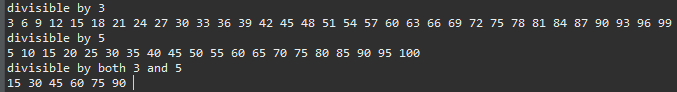 divisible by 3
3 6 9 12 15 18 21 24 27 30 33 36 39 42 45 48 51 54 57 60 63 66 69 72 75 78 81 84 87 90 93 96 99
divisible by 5
5 10 15 20 25 30 35 40 45 50 55 60 65 70 75 80 85 90 95 100
divisible by both 3 and 5
15 30 45 60 75 90